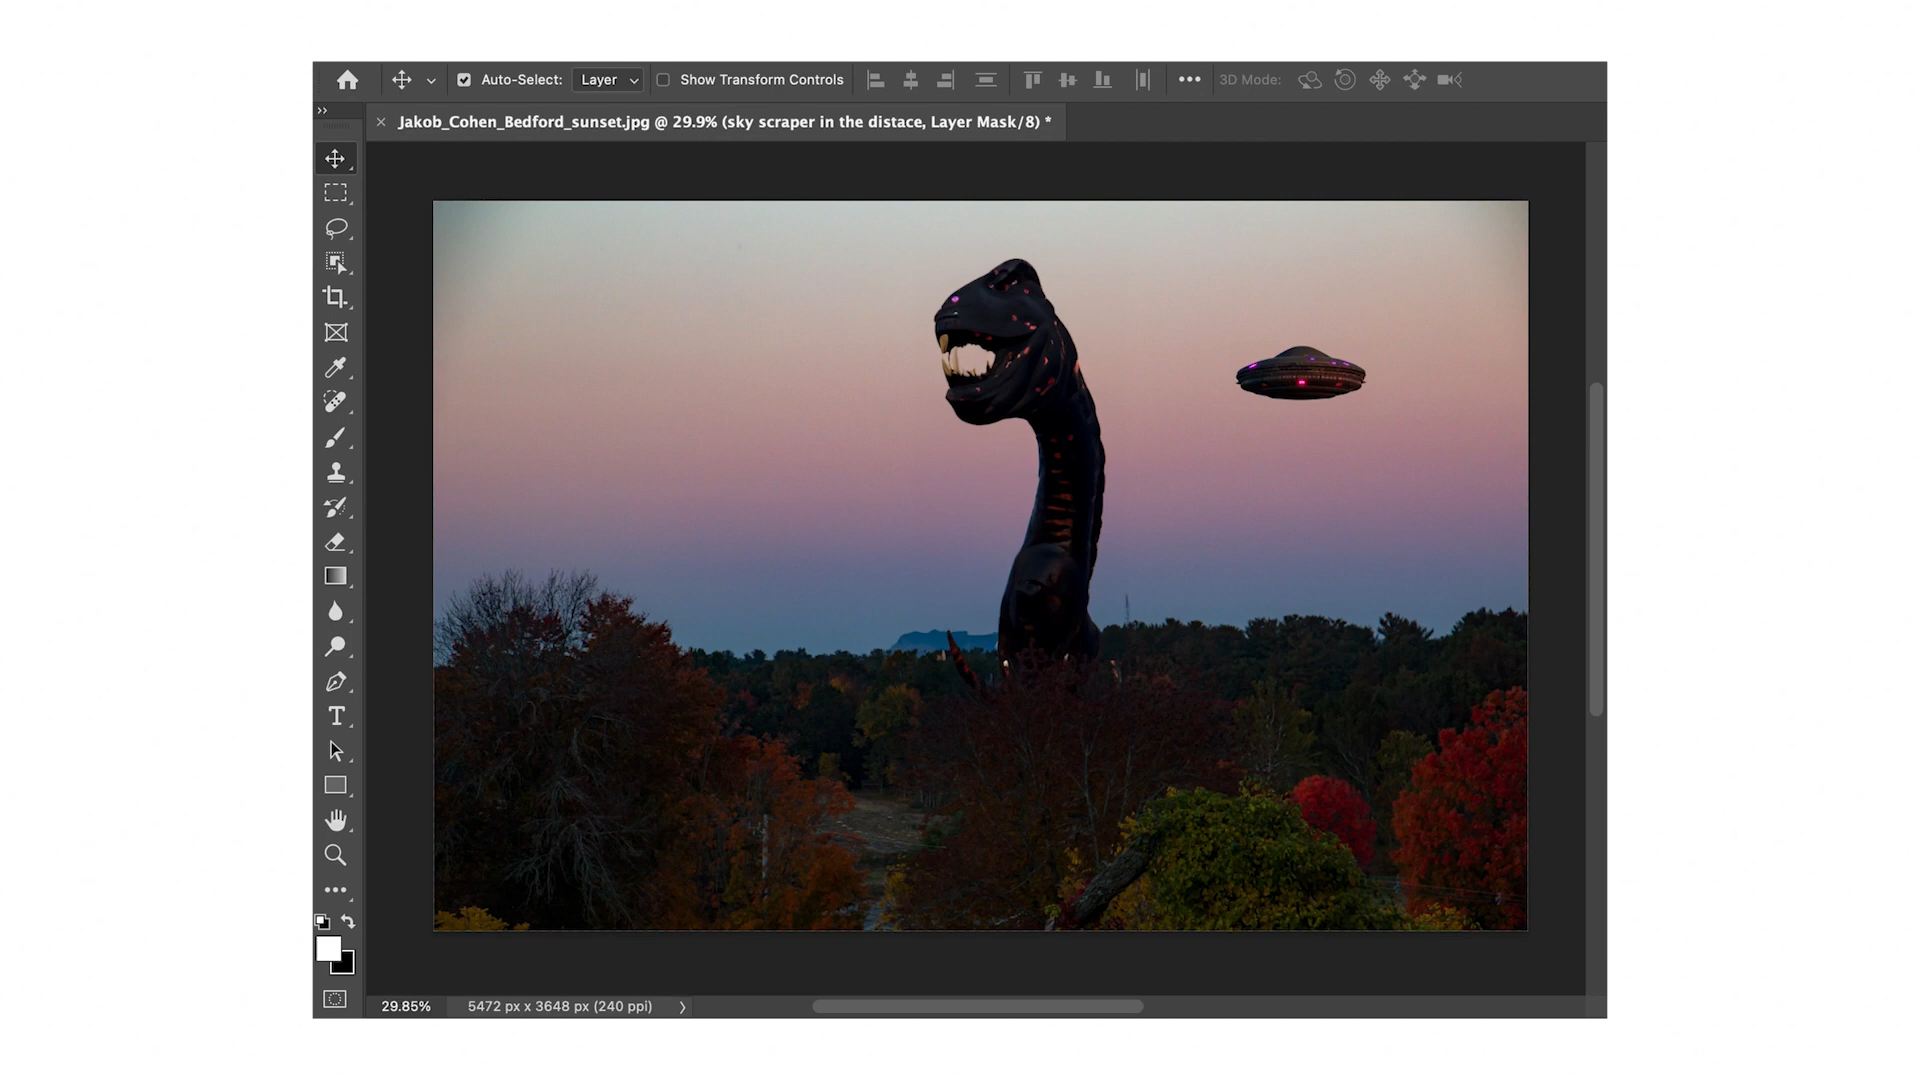 Auto-Select: Layer Show Transform Controls 3D Mode:
Jakob_Cohen_Bedford_sunset.jpg @ 29.9% (sky scraper in the distace, Layer Mask/8) *
29.85% 5472 px x 3648 px (240 ppi)